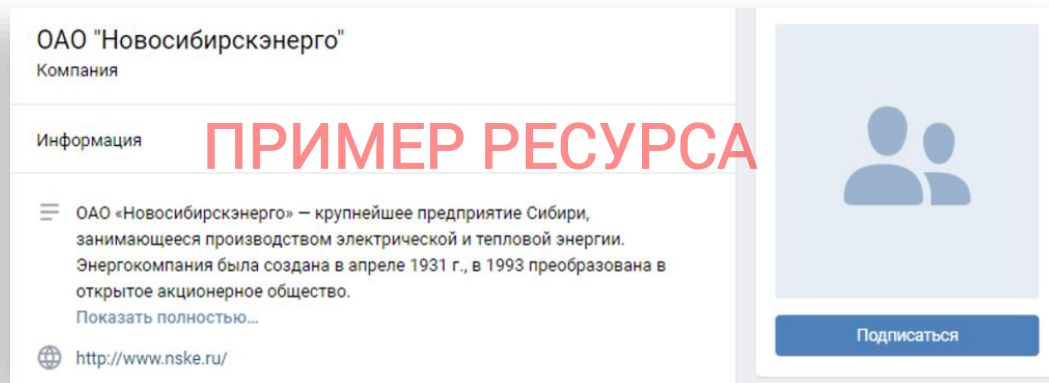 ОАО "Новосибирскэнерго"
Компания
Информация
ПРИМЕР РЕСУРСА
ОАО «Новосибирскэнерго» — крупнейшее предприятие Сибири,
занимающееся производством электрической и тепловой энергии.
Энергокомпания была создана в апреле 1931 г., в 1993 преобразована в
открытое акционерное общество.
Показать полностью...
http://www.nske.ru/
Подписаться